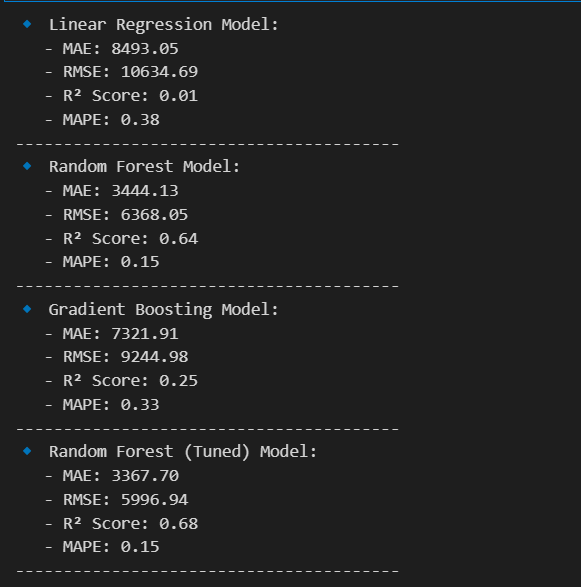 🔹 Linear Regression Model:
- MAE: 8493.05
- RMSE: 10634.69
- R² Score: 0.01
- MAPE: 0.38
----------------------------------------
🔹 Random Forest Model:
- MAE: 3444.13
- RMSE: 6368.05
- R² Score: 0.64
- MAPE: 0.15
----------------------------------------
🔹 Gradient Boosting Model:
- MAE: 7321.91
- RMSE: 9244.98
- R² Score: 0.25
- MAPE: 0.33
----------------------------------------
🔹 Random Forest (Tuned) Model:
- MAE: 3367.70
- RMSE: 5996.94
- R² Score: 0.68
- MAPE: 0.15
----------------------------------------